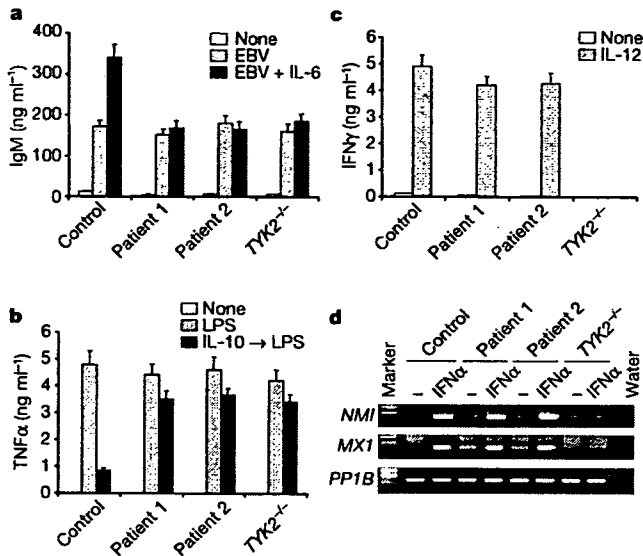 a
None
EBV
EBV + IL-6
IgM (ng ml⁻¹)
400
300
200
100
0
Control
Patient 1
Patient 2
TYK2⁻/⁻
c
None
IL-12
IFNγ (ng ml⁻¹)
6
5
4
3
2
1
0
Control
Patient 1
Patient 2
TYK2⁻/⁻
b
None
LPS
IL-10 → LPS
TNFα (ng ml⁻¹)
6
5
4
3
2
1
0
Control
Patient 1
Patient 2
TYK2⁻/⁻
d
Control
Patient 1
Patient 2
TYK2⁻/⁻
Marker
– IFNα – IFNα – IFNα – IFNα
Water
NMI
MX1
PP1B